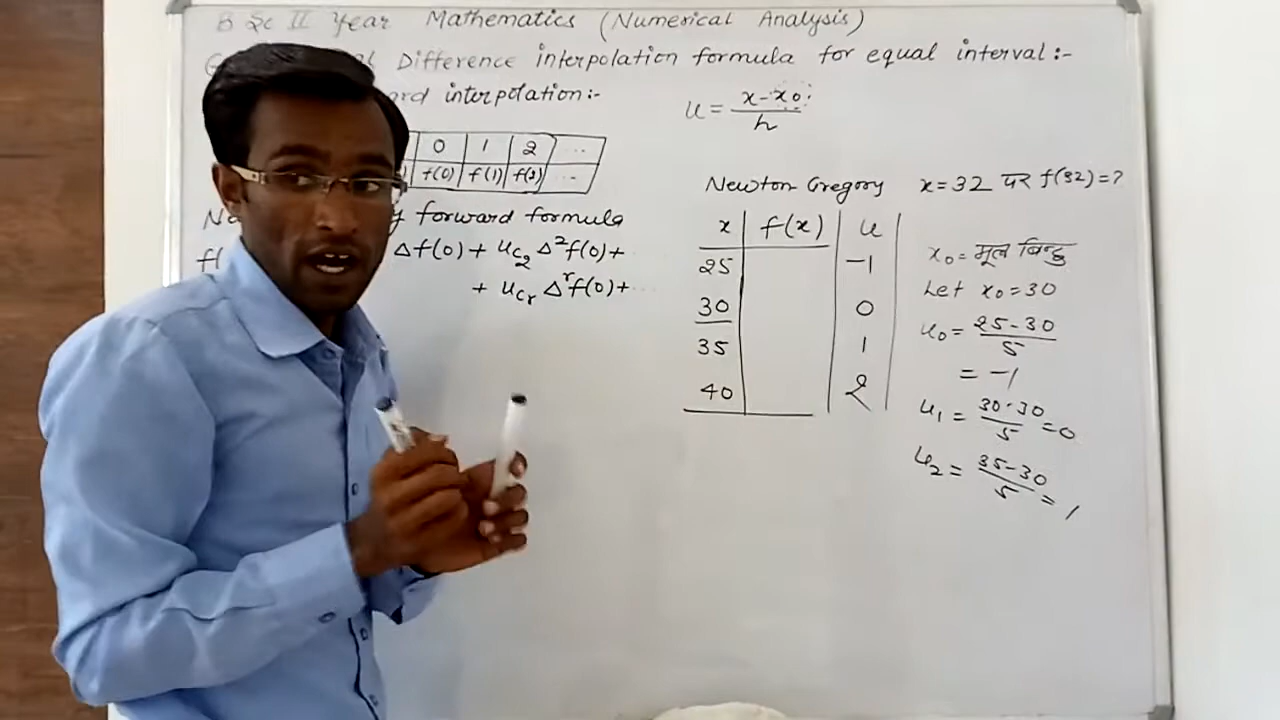 B Sc II Year Mathematics (Numerical Analysis)
Difference interpolation formula for equal interval:-
interpolation:-
u = x-x0 / h
0 | 1 | 2 | ..
f(0) | f(1) | f(2) | ..
forward formula
Δf(0) + uC2 Δ²f(0) +
+ uCr Δʳf(0) + ....
Newton Gregory
x = 32 पर f(32) = ?
x | f(x) | u
25 | | -1
30 | | 0
35 | | 1
40 | | 2
x0 = मूल बिन्दु
Let x0 = 30
u0 = 25-30 / 5
= -1
u1 = 30-30 / 5 = 0
u2 = 35-30 / 5 = 1